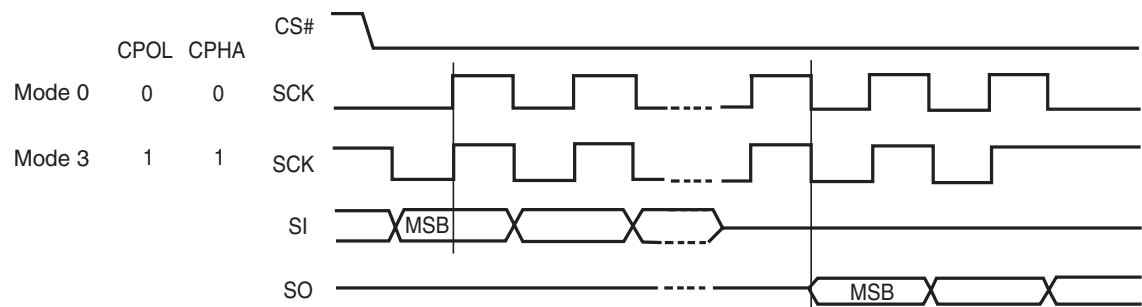 CS#
CPOL CPHA
Mode 0 0 0 SCK
Mode 3 1 1 SCK
SI MSB
SO MSB